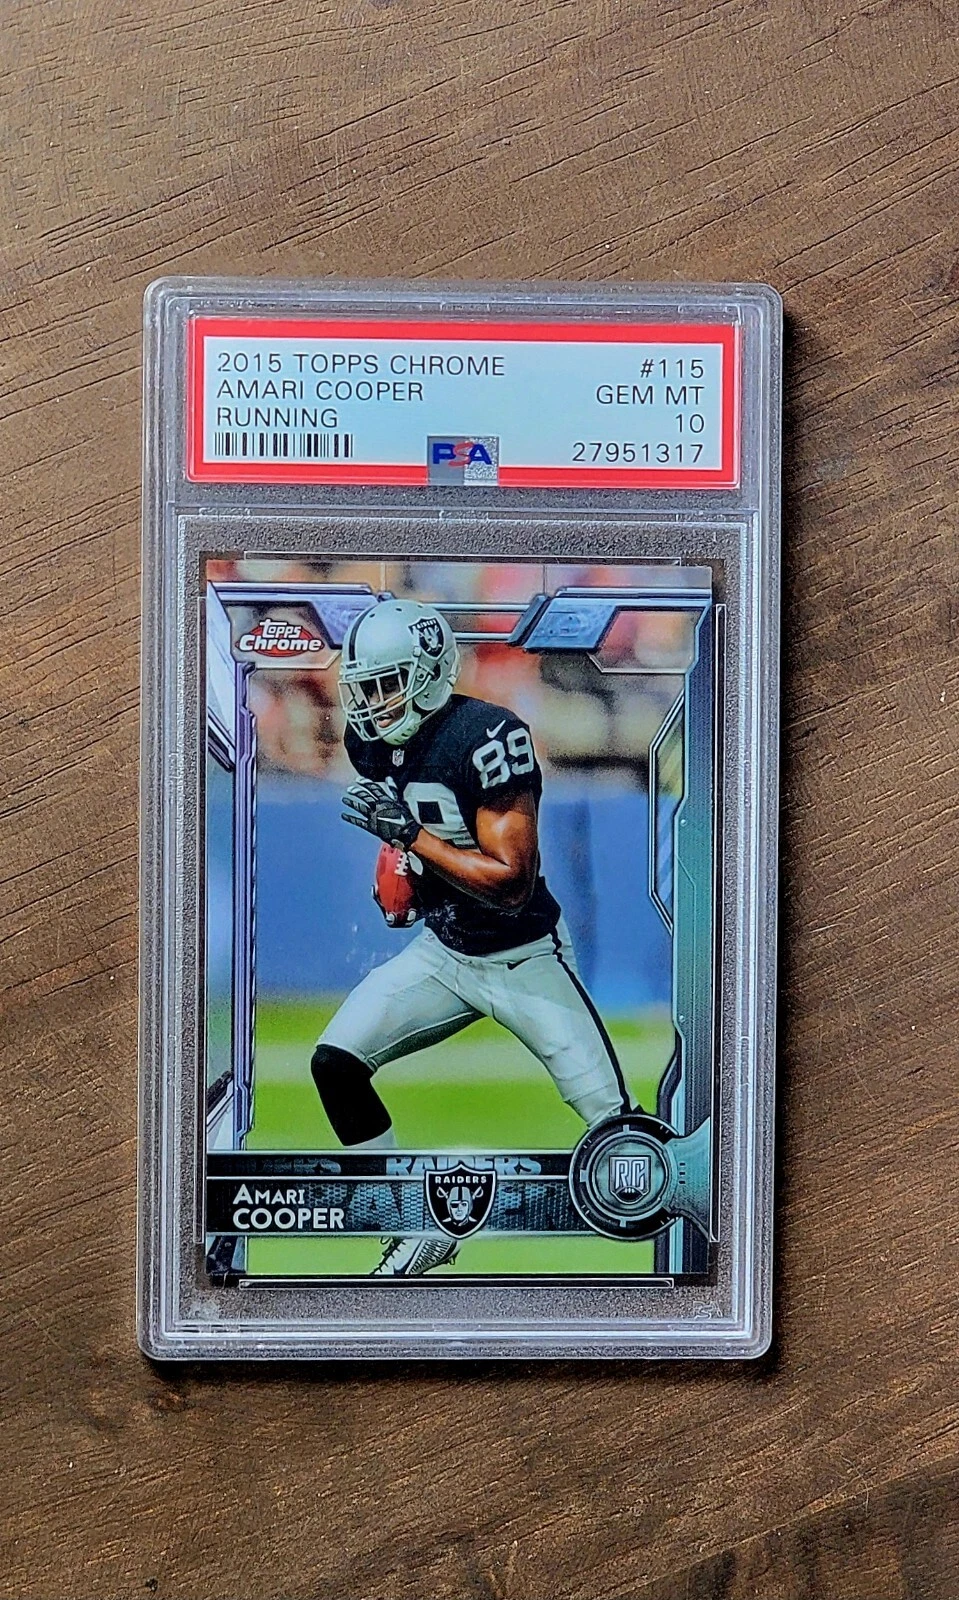 2015 TOPPS CHROME #115
AMARI COOPER GEM MT
RUNNING 10
PSA 27951317
Topps
Chrome
89
RAIDERS
RC
RAIDERS
AMARI
COOPER